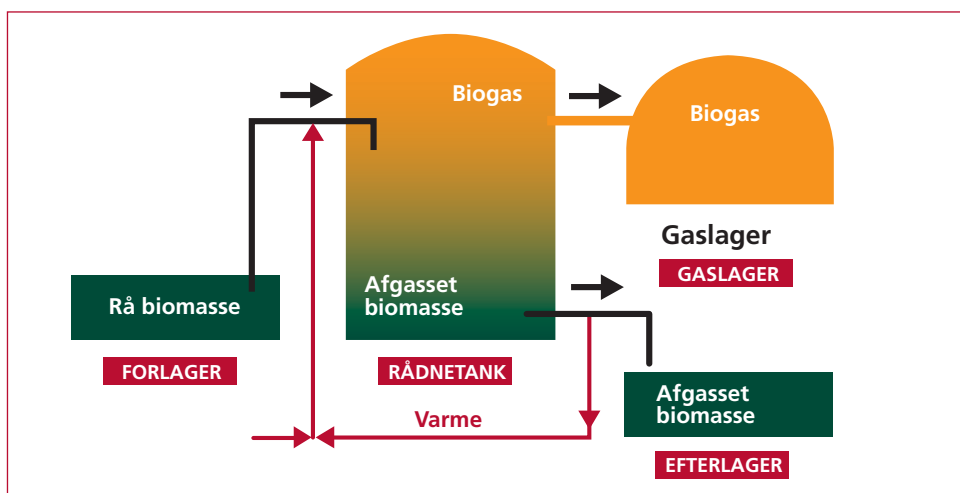 Biogas
Biogas
Gaslager
GASLAGER
Rå biomasse
FORLAGER
Afgasset
biomasse
RÅDNETANK
Varme
Afgasset
biomasse
EFTERLAGER